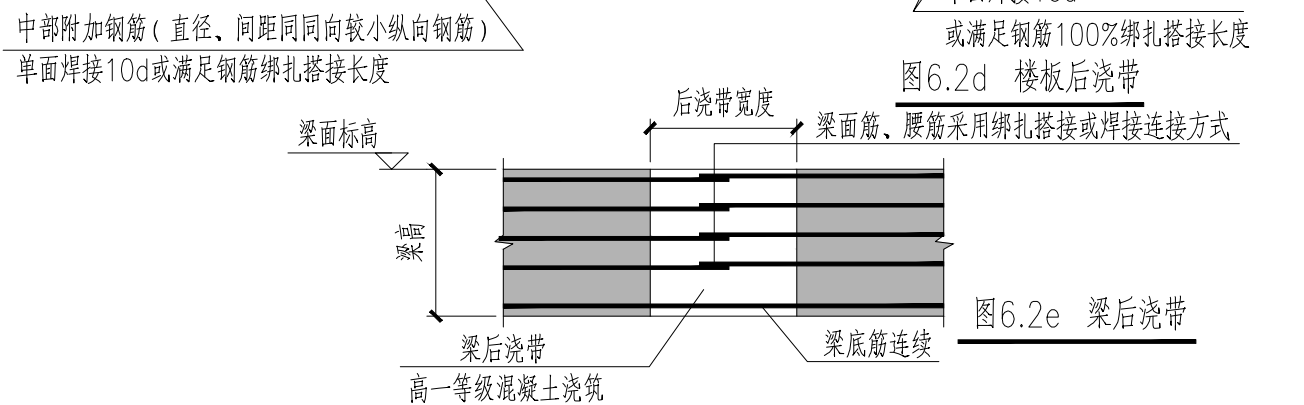 中部附加钢筋(直径、间距同同向较小纵向钢筋)
单面焊接10d或满足钢筋绑扎搭接长度
或满足钢筋100%绑扎搭接长度
图6.2d 楼板后浇带
后浇带宽度
梁面筋、腰筋采用绑扎搭接或焊接连接方式
梁面标高
梁高
图6.2e 梁后浇带
梁后浇带
高一等级混凝土浇筑
梁底筋连续